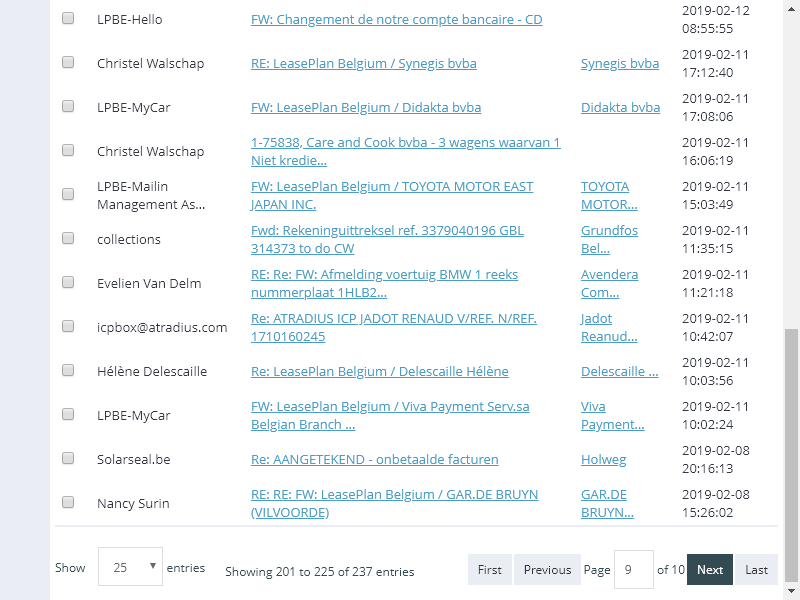 2019-02-12
LPBE-Hello FW: Changement de notre compte bancaire - CD
08:55:55
2019-02-11
Christel Walschap RE: LeasePlan Belgium / Synegis bvba Synegis bvba
17:12:40
2019-02-11
LPBE-MyCar FW: LeasePlan Belgium / Didakta bvba Didakta bvba
17:08:06
1-75838, Care and Cook bvba - 3 wagens waarvan 1 2019-02-11
Christel Walschap
Niet kredie... 16:06:19
LPBE-Mailin FW: LeasePlan Belgium / TOYOTA MOTOR EAST TOYOTA 2019-02-11
Management As... JAPAN INC. MOTOR... 15:03:49
Fwd: Rekeninguittreksel ref. 3379040196 GBL Grundfos 2019-02-11
collections
314373 to do CW Bel... 11:35:15
RE: Re: FW: Afmelding voertuig BMW 1 reeks Avendera 2019-02-11
Evelien Van Delm
nummerplaat 1HLB2... Com... 11:21:18
Re: ATRADIUS ICP JADOT RENAUD V/REF. N/REF. Jadot 2019-02-11
icpbox@atradius.com
1710160245 Reanud... 10:42:07
2019-02-11
Hélène Delescaille Re: LeasePlan Belgium / Delescaille Hélène Delescaille ...
10:03:56
FW: LeasePlan Belgium / Viva Payment Serv.sa Viva 2019-02-11
LPBE-MyCar
Belgian Branch ... Payment... 10:02:24
2019-02-08
Solarseal.be Re: AANGETEKEND - onbetaalde facturen Holweg
20:16:13
RE: RE: FW: LeasePlan Belgium / GAR.DE BRUYN GAR.DE 2019-02-08
Nancy Surin
(VILVOORDE) BRUYN... 15:26:02
Show 25 entries Showing 201 to 225 of 237 entries First Previous Page 9 of 10 Next Last